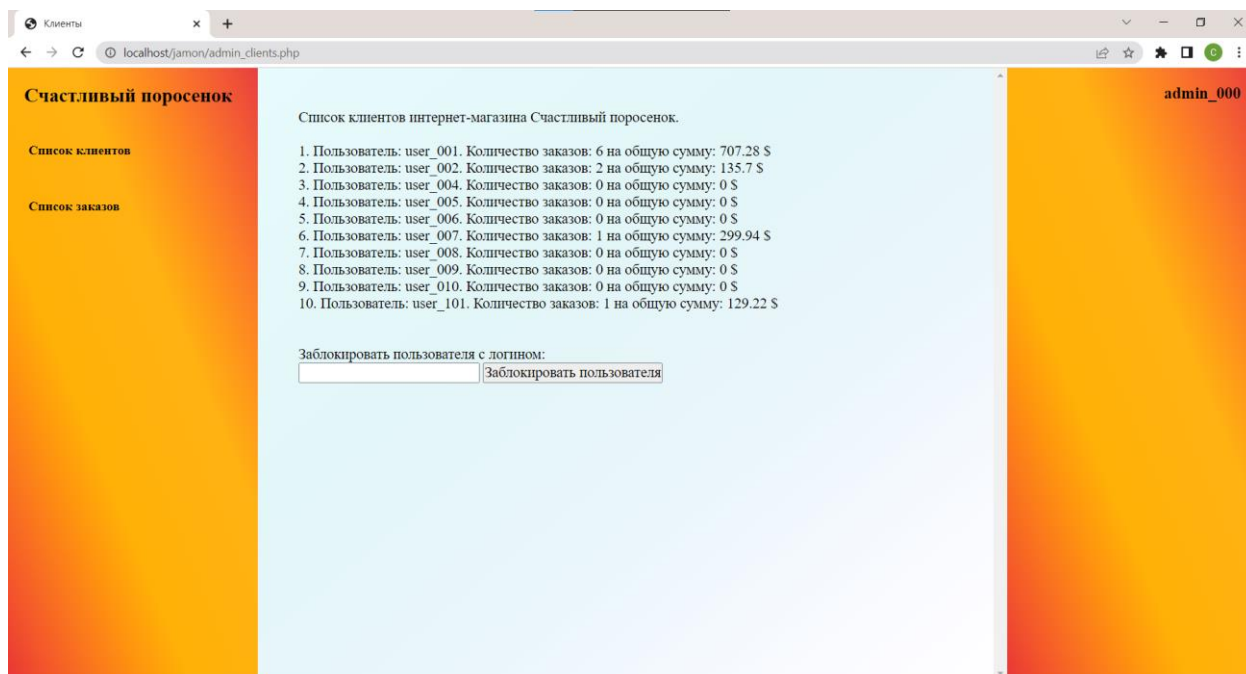 Клиенты
localhost/jamon/admin_clients.php
C
Счастливый поросенок
admin_000
Список клиентов
Список заказов
Список клиентов интернет-магазина Счастливый поросенок.
1. Пользователь: user_001. Количество заказов: 6 на общую сумму: 707.28 $
2. Пользователь: user_002. Количество заказов: 2 на общую сумму: 135.7 $
3. Пользователь: user_004. Количество заказов: 0 на общую сумму: 0 $
4. Пользователь: user_005. Количество заказов: 0 на общую сумму: 0 $
5. Пользователь: user_006. Количество заказов: 0 на общую сумму: 0 $
6. Пользователь: user_007. Количество заказов: 1 на общую сумму: 299.94 $
7. Пользователь: user_008. Количество заказов: 0 на общую сумму: 0 $
8. Пользователь: user_009. Количество заказов: 0 на общую сумму: 0 $
9. Пользователь: user_010. Количество заказов: 0 на общую сумму: 0 $
10. Пользователь: user_101. Количество заказов: 1 на общую сумму: 129.22 $
Заблокировать пользователя с логином:
Заблокировать пользователя